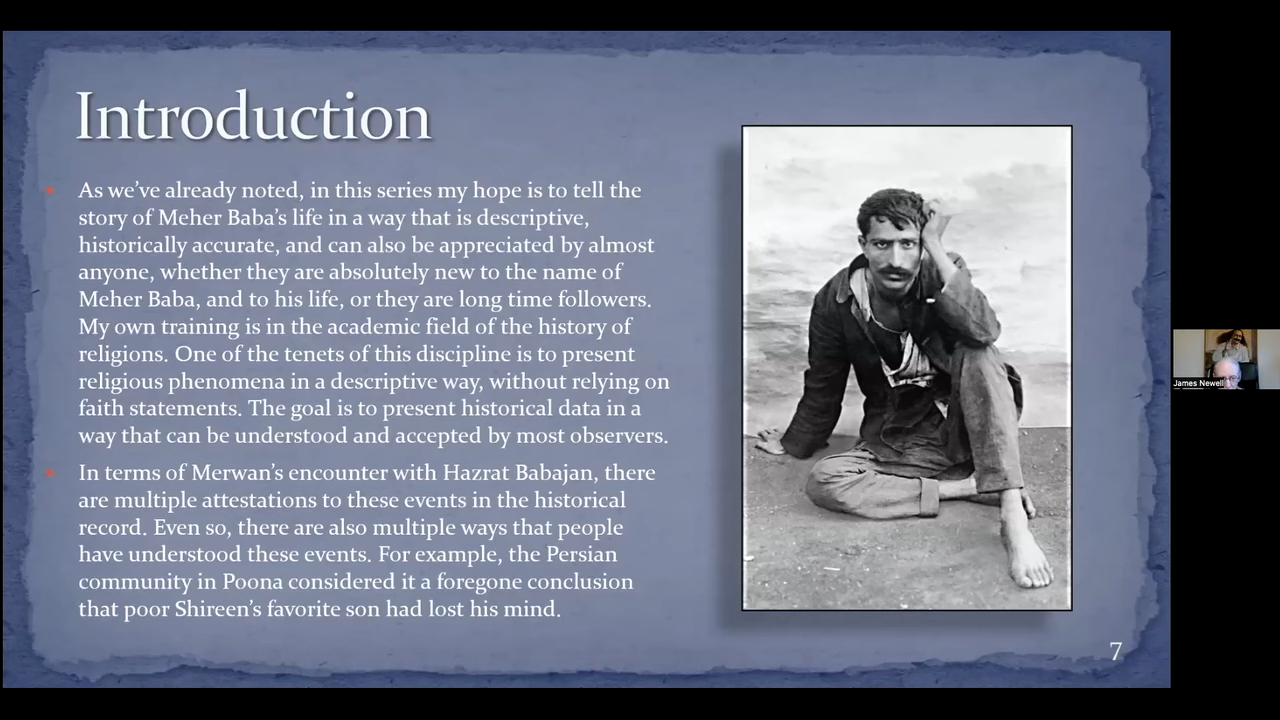 Introduction
As we've already noted, in this series my hope is to tell the
story of Meher Baba's life in a way that is descriptive,
historically accurate, and can also be appreciated by almost
anyone, whether they are absolutely new to the name of
Meher Baba, and to his life, or they are long time followers.
My own training is in the academic field of the history of
religions. One of the tenets of this discipline is to present
religious phenomena in a descriptive way, without relying on
faith statements. The goal is to present historical data in a
way that can be understood and accepted by most observers.
In terms of Merwan's encounter with Hazrat Babajan, there
are multiple attestations to these events in the historical
record. Even so, there are also multiple ways that people
have understood these events. For example, the Persian
community in Poona considered it a foregone conclusion
that poor Shireen's favorite son had lost his mind.
7
James Newell